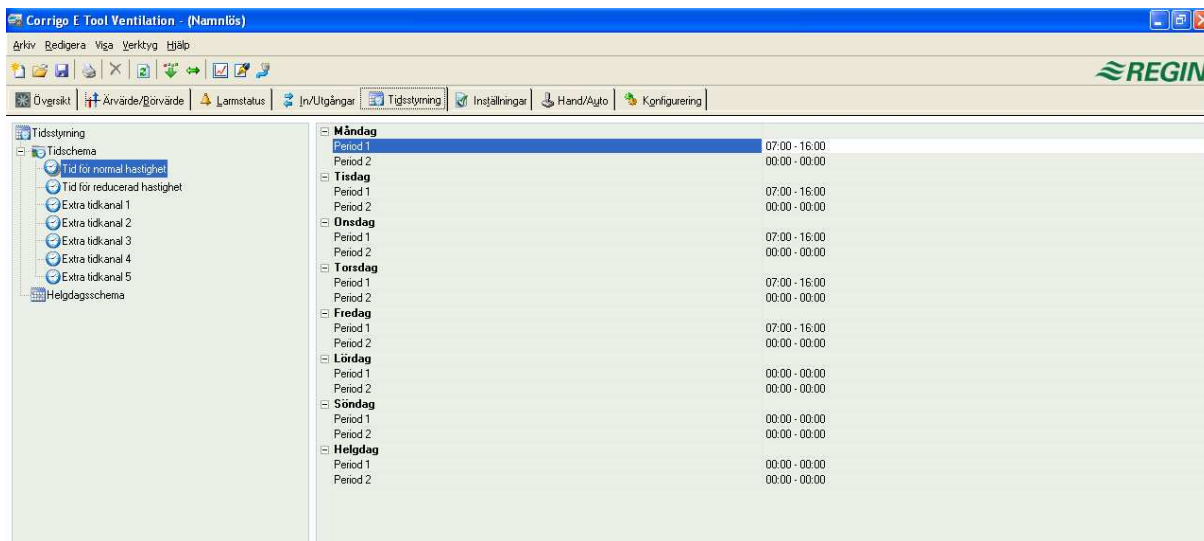 Corrigo E Tool Ventilation - (Namnlös)
Arkiv Redigera Visa Verktyg Hjälp
REGIN
Översikt Ärvärde/Börvärde Larmstatus In/Utgångar Tidsstyrning Inställningar Hand/Auto Konfigurering
Tidsstyrning
Tidschema
Tid för normal hastighet
Tid för reducerad hastighet
Extra tidkanal 1
Extra tidkanal 2
Extra tidkanal 3
Extra tidkanal 4
Extra tidkanal 5
Helgdagsschema
Måndag
Period 1 07:00 - 16:00
Period 2 00:00 - 00:00
Tisdag
Period 1 07:00 - 16:00
Period 2 00:00 - 00:00
Onsdag
Period 1 07:00 - 16:00
Period 2 00:00 - 00:00
Torsdag
Period 1 07:00 - 16:00
Period 2 00:00 - 00:00
Fredag
Period 1 07:00 - 16:00
Period 2 00:00 - 00:00
Lördag
Period 1 00:00 - 00:00
Period 2 00:00 - 00:00
Söndag
Period 1 00:00 - 00:00
Period 2 00:00 - 00:00
Helgdag
Period 1 00:00 - 00:00
Period 2 00:00 - 00:00